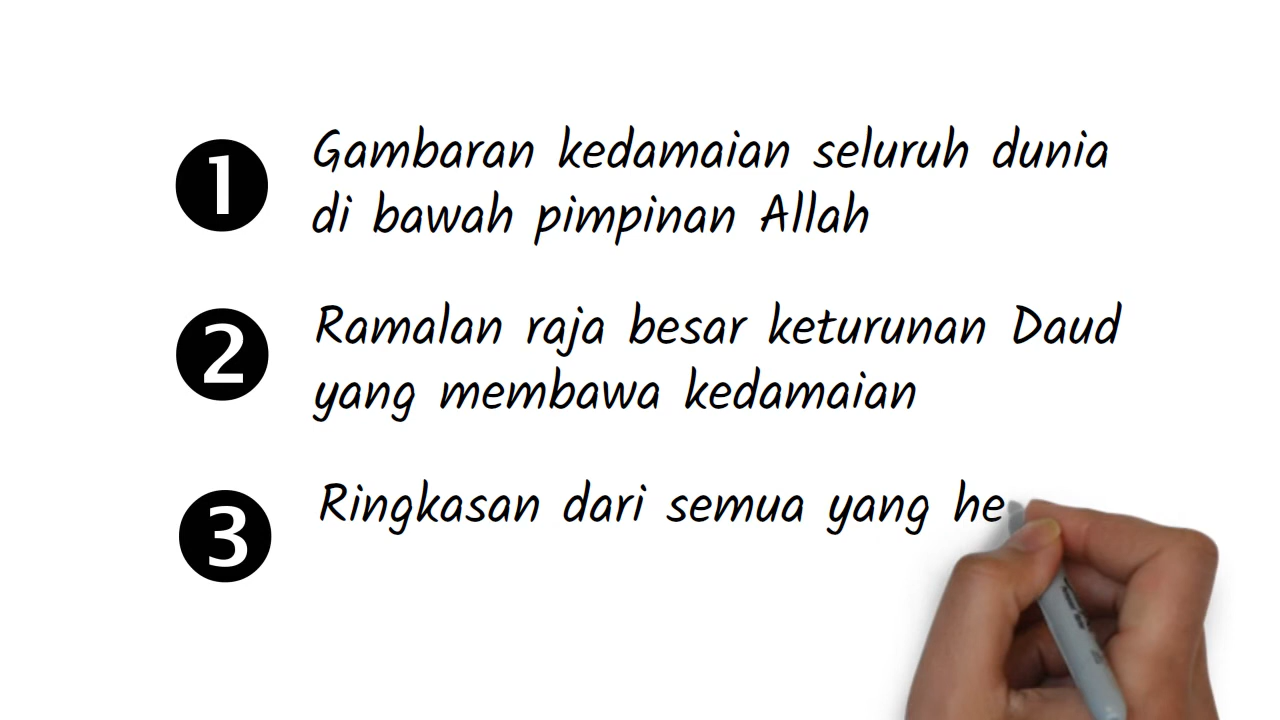 1 Gambaran kedamaian seluruh dunia
di bawah pimpinan Allah
2 Ramalan raja besar keturunan Daud
yang membawa kedamaian
3 Ringkasan dari semua yang he